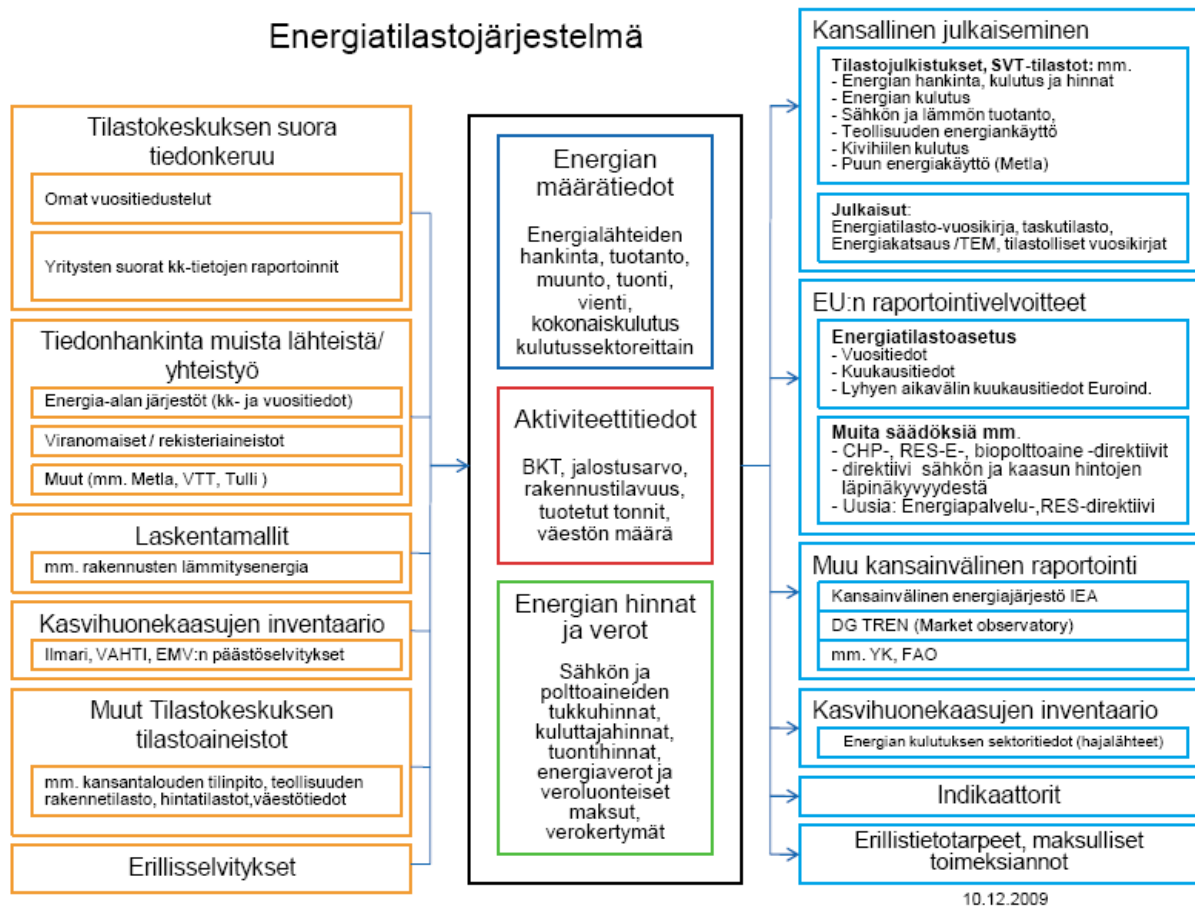 Energiatilastojärjestelmä
Tilastokeskuksen suora
tiedonkeruu
Omat vuositiedustelut
Yritysten suorat kk-tietojen raportoinnit
Tiedonhankinta muista lähteistä/
yhteistyö
Energia-alan järjestöt (kk- ja vuositiedot)
Viranomaiset / rekisteriaineistot
Muut (mm. Metla, VTT, Tulli )
Laskentamallit
mm. rakennusten lämmitysenergia
Kasvihuonekaasujen inventaario
Ilmari, VAHTI, EMV:n päästöselvitykset
Muut Tilastokeskuksen
tilastoaineistot
mm. kansantalouden tilinpito, teollisuuden
rakennetilasto, hintatilastot,väestötiedot
Erillisselvitykset
Energian
määrätiedot
Energialähteiden
hankinta, tuotanto,
muunto, tuonti,
vienti,
kokonaiskulutus
kulutussektoreittain
Aktiviteettitiedot
BKT, jalostusarvo,
rakennustilavuus,
tuotetut tonnit,
väestön määrä
Energian hinnat
ja verot
Sähkön ja
polttoaineiden
tukkuhinnat,
kuluttajahinnat,
tuontihinnat,
energiaverot ja
veroluonteiset
maksut,
verokertymät
Kansallinen julkaiseminen
Tilastojulkistukset, SVT-tilastot: mm.
- Energian hankinta, kulutus ja hinnat
- Energian kulutus
- Sähkön ja lämmön tuotanto,
- Teollisuuden energiankäyttö
- Kivihiilen kulutus
- Puun energiakäyttö (Metla)
Julkaisut:
Energiatilasto-vuosikirja, taskutilasto,
Energiakatsaus /TEM, tilastolliset vuosikirjat
EU:n raportointivelvoitteet
Energiatilastoasetus
- Vuositiedot
- Kuukausitiedot
- Lyhyen aikavälin kuukausitiedot Euroind.
Muita säädöksiä mm.
- CHP-, RES-E-, biopolttoaine -direktiivit
- direktiivi sähkön ja kaasun hintojen
läpinäkyvyydestä
- Uusia: Energiapalvelu-,RES-direktiivi
Muu kansainvälinen raportointi
Kansainvälinen energiajärjestö IEA
DG TREN (Market observatory)
mm. YK, FAO
Kasvihuonekaasujen inventaario
Energian kulutuksen sektoritiedot (hajalähteet)
Indikaattorit
Erillistietotarpeet, maksulliset
toimeksiannot
10.12.2009